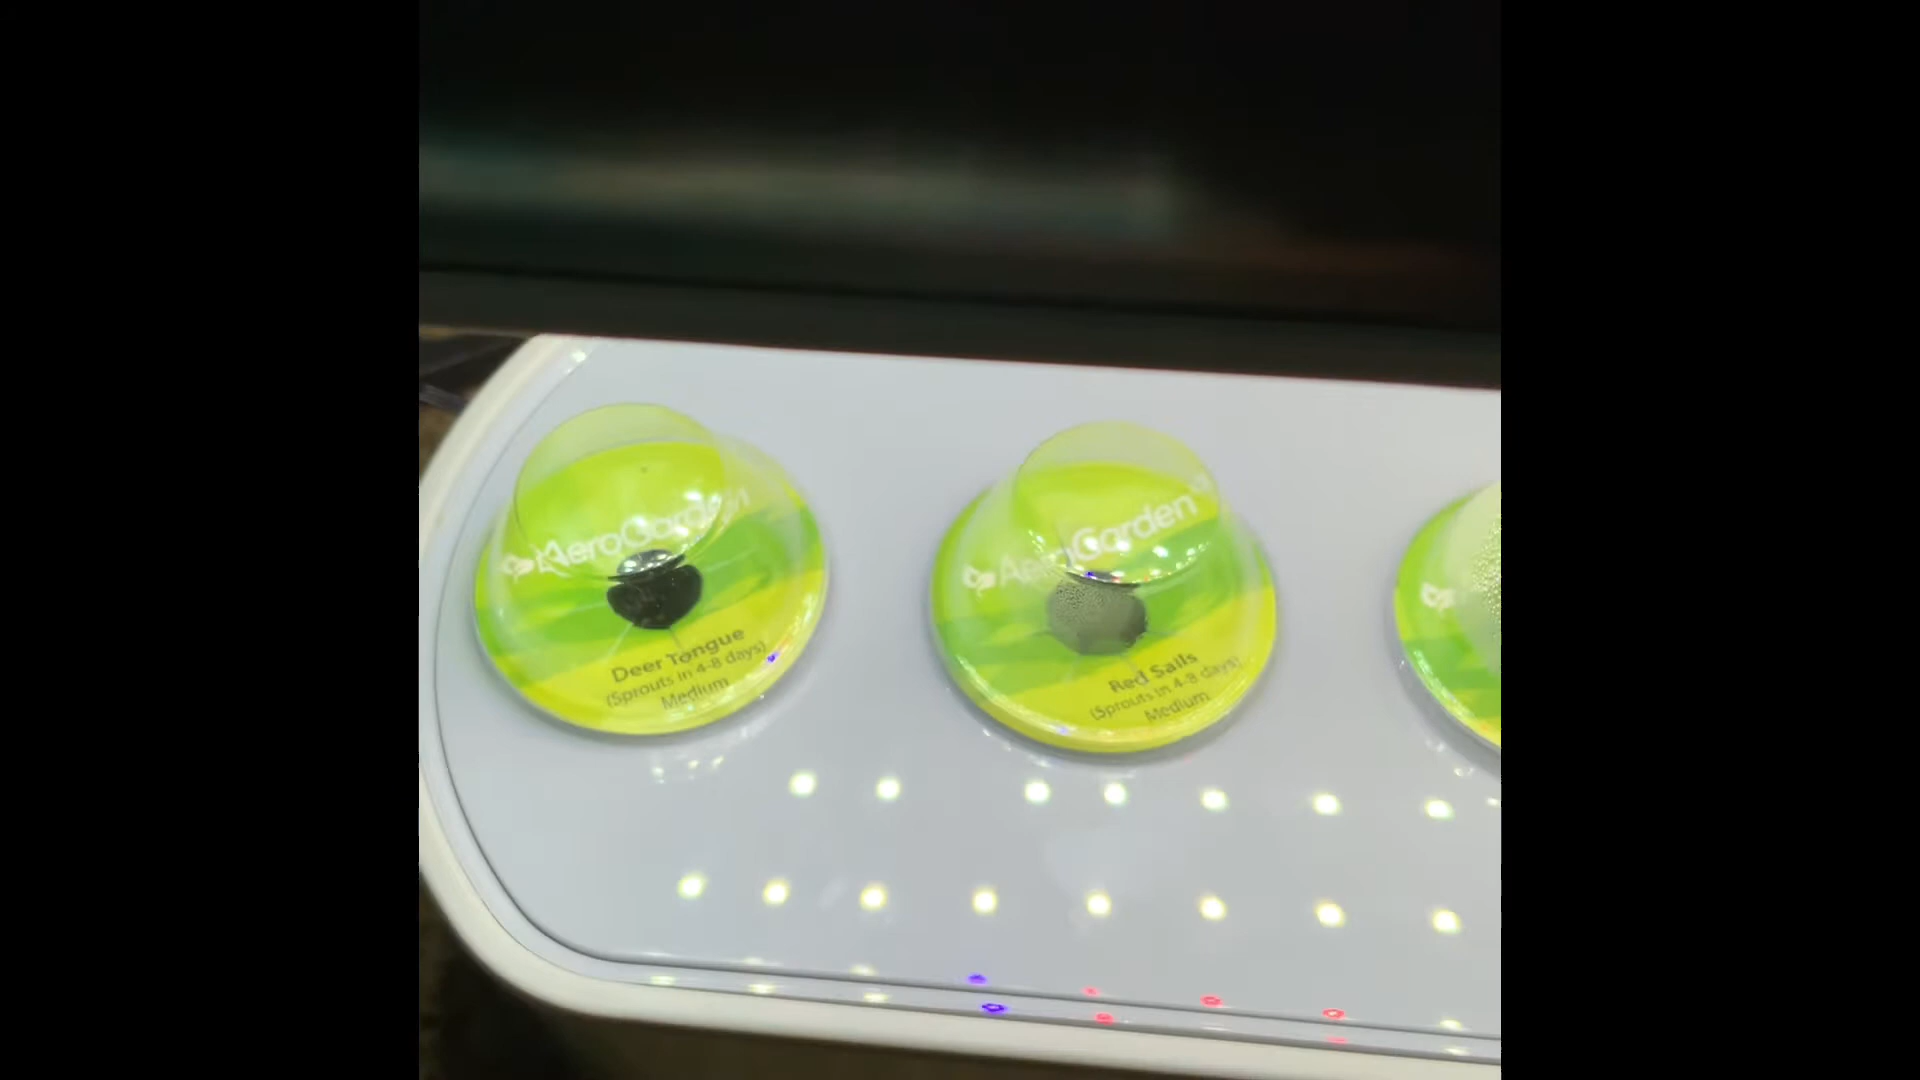 AeroGarden
Deer Tongue
(Sprouts in 4-8 days)
Medium
AeroGarden
Red Sails
(Sprouts in 4-8 days)
Medium